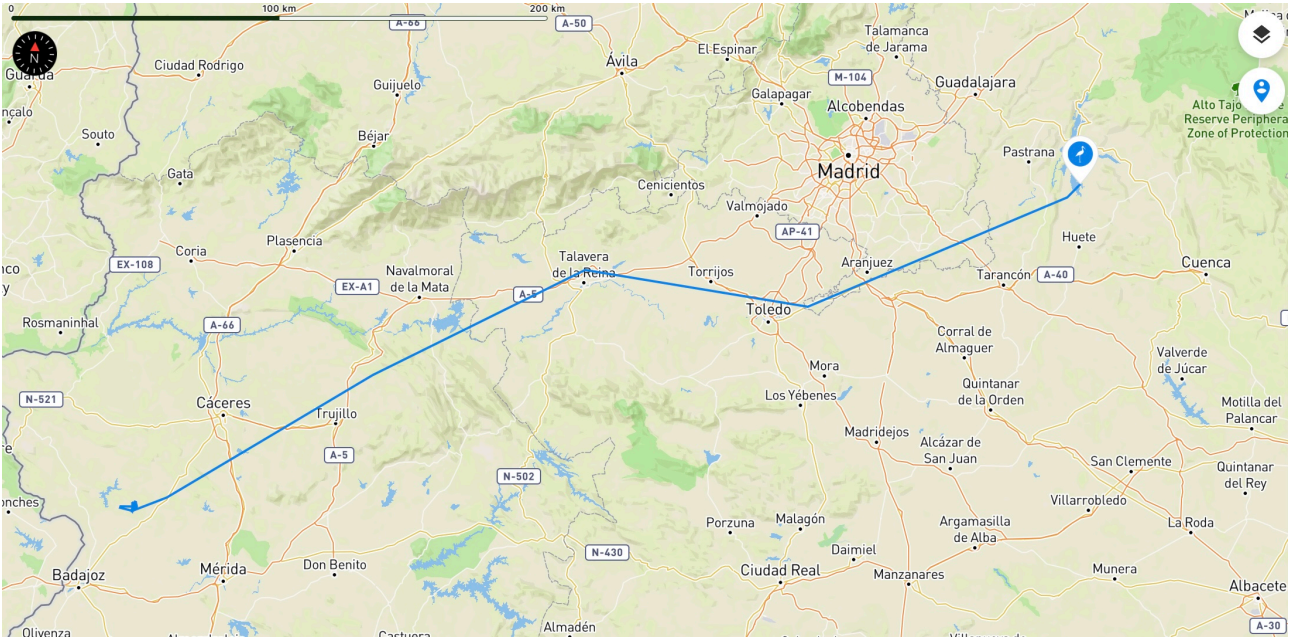 0
100 km
200 km
A-66
A-50
N
Guarda
Ciudad Rodrigo
Guijuelo
Ávila
El Espinar
Talamanca
de Jarama
M-104
Galapagar
Alcobendas
Guadalajara
Alto Tajo
Reserve Periphera
Zone of Protection
nçalo
Souto
Béjar
Gata
Cenicientos
Madrid
Pastrana
Valmojado
AP-41
Plasencia
Coria
EX-108
EX-A1
Navalmoral
de la Mata
Talavera
de la Reina
A-5
Torrijos
Aranjuez
Huete
Tarancón
A-40
Cuenca
nco
y
Rosmaninhal
A-66
Toledo
Corral de
Almaguer
Valverde
de Júcar
N-521
Cáceres
Trujillo
Mora
Los Yébenes
Quintanar
de la Orden
Motilla del
Palancar
A-5
N-502
Madridejos
Alcázar de
San Juan
San Clemente
Quintanar
del Rey
onches
Porzuna
Malagón
Argamasilla
de Alba
Villarrobledo
La Roda
N-430
Daimiel
Badajoz
Mérida
Don Benito
Ciudad Real
Manzanares
Munera
Albacete
A-30
Olivenza
Castuera
Almadén